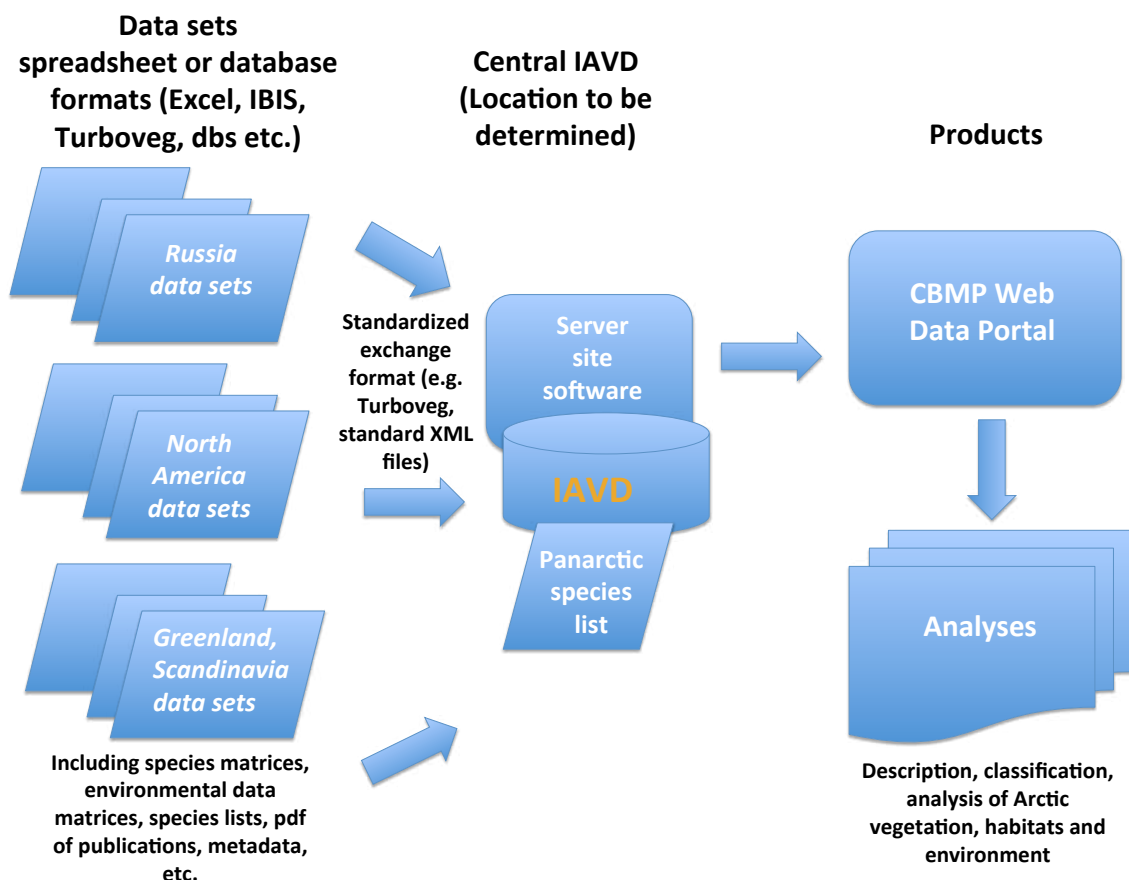 Data sets
spreadsheet or database
formats (Excel, IBIS,
Turboveg, dbs etc.)
Russia
data sets
North
America
data sets
Greenland,
Scandinavia
data sets
Including species matrices,
environmental data
matrices, species lists, pdf
of publications, metadata,
etc.
Standardized
exchange
format (e.g.
Turboveg,
standard XML
files)
Central IAVD
(Location to be
determined)
Server
site
software
IAVD
Panarctic
species
list
Products
CBMP Web
Data Portal
Analyses
Description, classification,
analysis of Arctic
vegetation, habitats and
environment